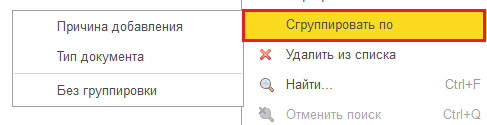 Причина добавления
Тип документа
Без группировки
Сгруппировать по
Удалить из списка
Найти... Ctrl+F
Отменить поиск Ctrl+Q